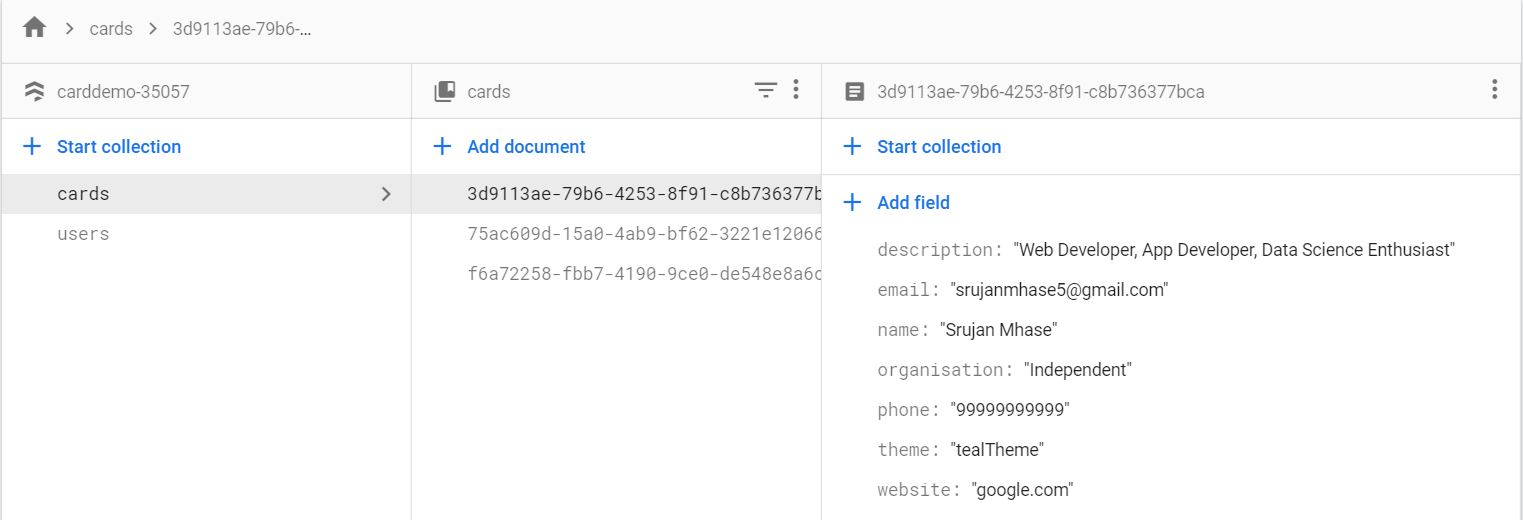 cards
3d9113ae-79b6-...
carddemo-35057
Start collection
cards
users
cards
Add document
3d9113ae-79b6-4253-8f91-c8b736377b
75ac609d-15a0-4ab9-bf62-3221e12066
f6a72258-fbb7-4190-9ce0-de548e8a6c
3d9113ae-79b6-4253-8f91-c8b736377bca
Start collection
Add field
description: "Web Developer, App Developer, Data Science Enthusiast"
email: "srujanmhase5@gmail.com"
name: "Srujan Mhase"
organisation: "Independent"
phone: "99999999999"
theme: "tealTheme"
website: "google.com"